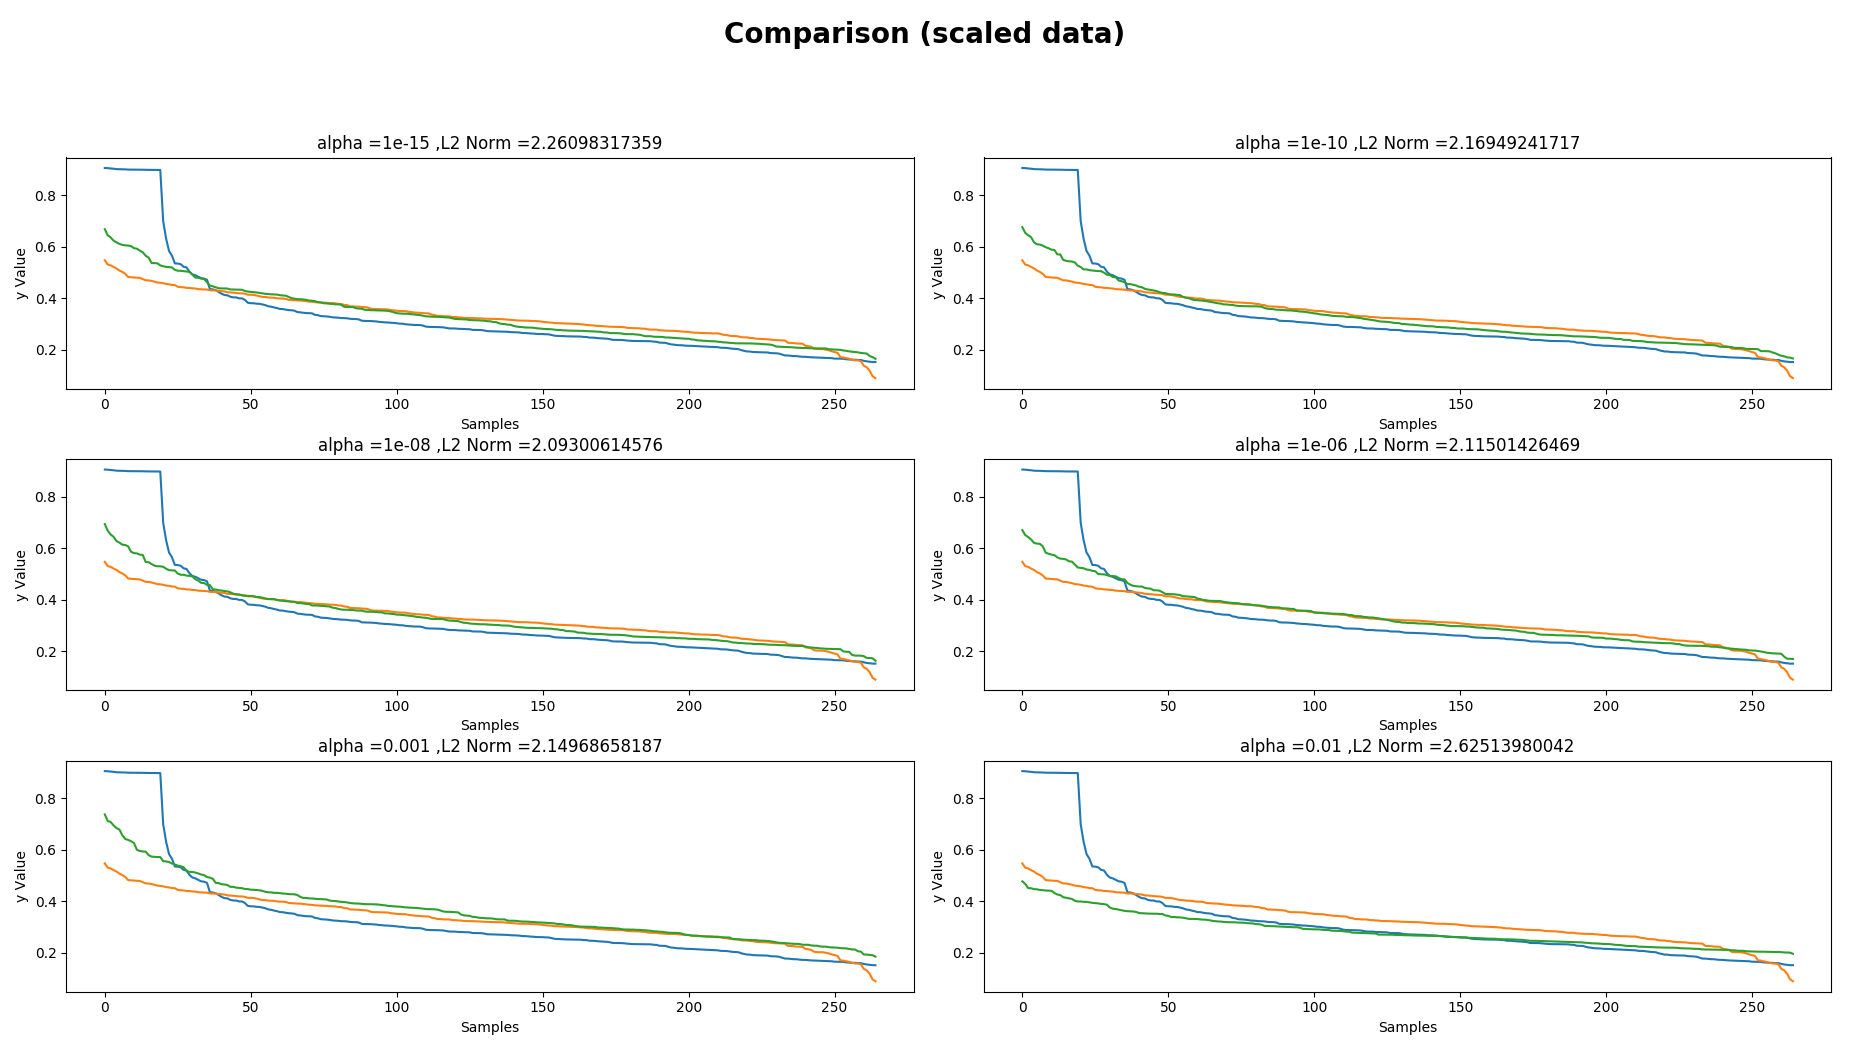 Comparison (scaled data)
alpha =1e-15 ,L2 Norm =2.26098317359
y Value
0.8
0.6
0.4
0.2
0 50 100 150 200 250
Samples
alpha =1e-10 ,L2 Norm =2.16949241717
y Value
0.8
0.6
0.4
0.2
0 50 100 150 200 250
Samples
alpha =1e-08 ,L2 Norm =2.09300614576
y Value
0.8
0.6
0.4
0.2
0 50 100 150 200 250
Samples
alpha =1e-06 ,L2 Norm =2.11501426469
y Value
0.8
0.6
0.4
0.2
0 50 100 150 200 250
Samples
alpha =0.001 ,L2 Norm =2.14968658187
y Value
0.8
0.6
0.4
0.2
0 50 100 150 200 250
Samples
alpha =0.01 ,L2 Norm =2.62513980042
y Value
0.8
0.6
0.4
0.2
0 50 100 150 200 250
Samples